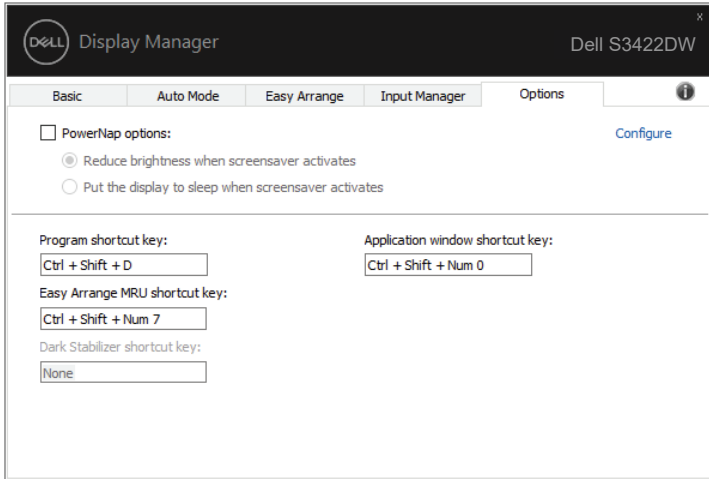 x
DELL Display Manager
Dell S3422DW
Basic Auto Mode Easy Arrange Input Manager Options i
PowerNap options: Configure
Reduce brightness when screensaver activates
Put the display to sleep when screensaver activates
Program shortcut key: Application window shortcut key:
Ctrl + Shift + D Ctrl + Shift + Num 0
Easy Arrange MRU shortcut key:
Ctrl + Shift + Num 7
Dark Stabilizer shortcut key:
None